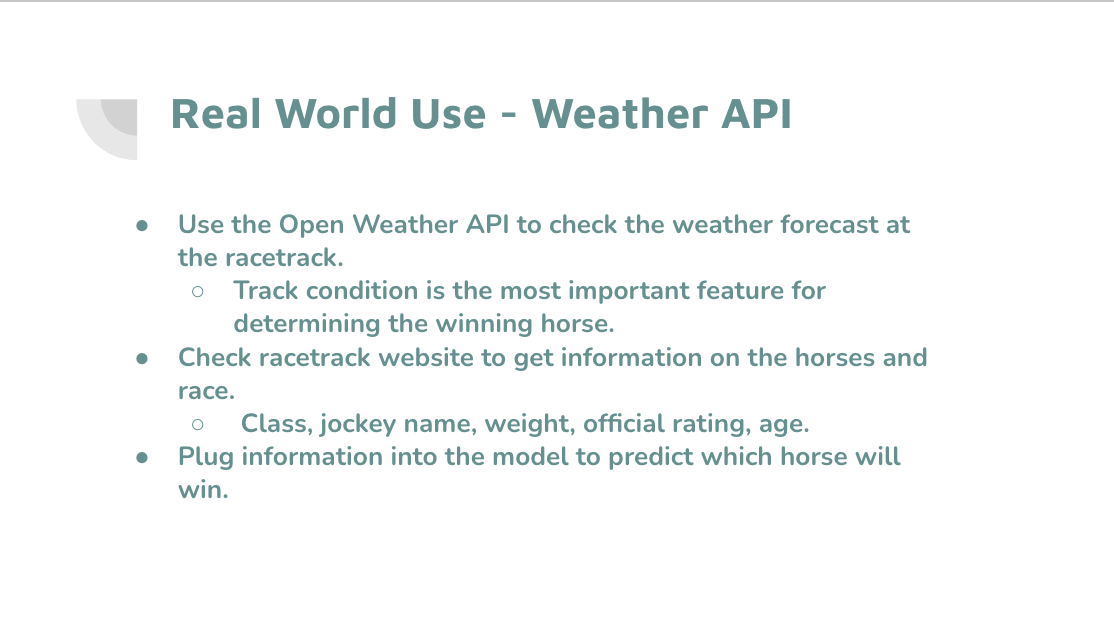 Real World Use - Weather API
● Use the Open Weather API to check the weather forecast at
the racetrack.
○ Track condition is the most important feature for
determining the winning horse.
● Check racetrack website to get information on the horses and
race.
○ Class, jockey name, weight, official rating, age.
● Plug information into the model to predict which horse will
win.